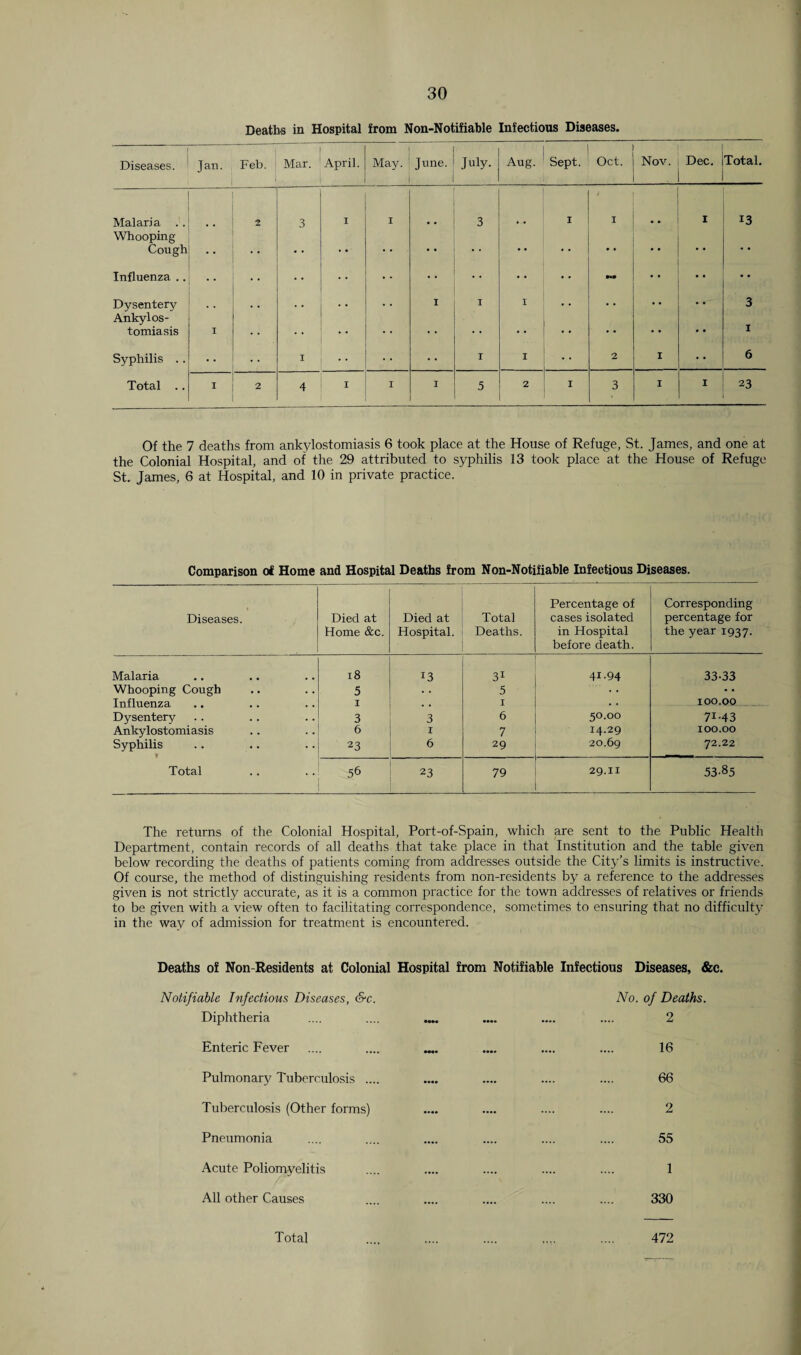 30
Deaths in Hospital from Non-Notifiable Infectious Diseases.
Diseases. Jan. Feb. Mar. April. May. June. July. Aug. Sept. Oct. Nov. Dec. Total.
Malaria .. .. 2 3 1 1 .. 3 .. 1 1 .. 1 13
Whooping
Cough .. .. .. .. .. .. .. .. .. .. .. .. ..
Influenza .. .. .. .. .. .. .. .. .. .. .. .. .. ..
Dysentery .. .. .. .. .. 1 1 1 .. .. .. .. 3
Ankylos-
tomiasis 1 .. .. .. .. .. .. .. .. .. .. .. 1
Syphilis .. .. .. 1 .. .. .. 1 1 .. 2 1 .. 6
Total .. 1 2 4 1 1 1 5 2 1 3 1 1 23
Of the 7 deaths from ankylostomiasis 6 took place at the House of Refuge, St. James, and one at
the Colonial Hospital, and of the 29 attributed to syphilis 13 took place at the House of Refuge
St. James, 6 at Hospital, and 10 in private practice.
Comparison of Home and Hospital Deaths from Non-Notifiable Infectious Diseases.
Diseases. Died at Home &c. Died at Hospital. Total Deaths. Percentage of cases isolated in Hospital before death. Corresponding percentage for the year 1937.
Malaria .. .. .. 18 13 31 41.94 33.33
Whooping Cough .. .. 5 .. 5 .. ..
Influenza .. .. .. 1 .. 1 .. 100.00
Dysentery .. .. .. 3 3 6 50.00 71.43
Ankylostomiasis .. .. 6 1 7 14.29 100.00
Syphilis .. .. .. 23 6 29 20.69 72.22
Total .. .. 56 23 79 29.11 53.85
The returns of the Colonial Hospital, Port-of-Spain, which are sent to the Public Health
Department, contain records of all deaths that take place in that Institution and the table given
below recording the deaths of patients coming from addresses outside the City's limits is instructive.
Of course, the method of distinguishing residents from non-residents by a reference to the addresses
given is not strictly accurate, as it is a common practice for the town addresses of relatives or friends
to be given with a view often to facilitating correspondence, sometimes to ensuring that no difficulty
in the way of admission for treatment is encountered.
Deaths of Non-Residents at Colonial Hospital from Notifiable Infectious Diseases, &c.
Notifiable Infectious Diseases, &c. No. of Deaths.
Diphtheria .... .... .... .... .... .... 2
Enteric Fever .... .... .... .... .... .... 16
Pulmonary Tuberculosis .... .... .... .... .... 66
Tuberculosis (Other forms) .... .... .... .... 2
Pneumonia .... .... .... .... .... .... 55
Acute Poliomyelitis .... .... .... .... .... 1
All other Causes .... .... .... .... .... 330
Total .... .... .... .... .... 472